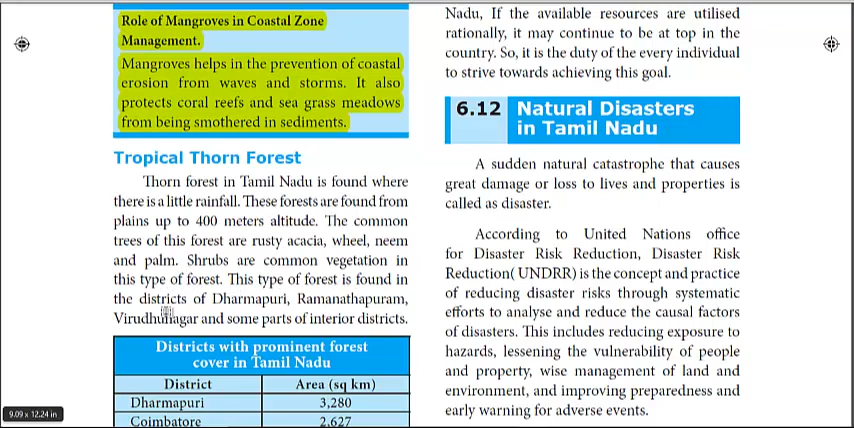 Role of Mangroves in Coastal Zone
Management.
Mangroves helps in the prevention of coastal
erosion from waves and storms. It also
protects coral reefs and sea grass meadows
from being smothered in sediments.
Tropical Thorn Forest
Thorn forest in Tamil Nadu is found where
there is a little rainfall. These forests are found from
plains up to 400 meters altitude. The common
trees of this forest are rusty acacia, wheel, neem
and palm. Shrubs are common vegetation in
this type of forest. This type of forest is found in
the districts of Dharmapuri, Ramanathapuram,
Virudhunagar and some parts of interior districts.
Districts with prominent forest
cover in Tamil Nadu
District Area (sq km)
Dharmapuri 3,280
Coimbatore 2,627
Nadu, If the available resources are utilised
rationally, it may continue to be at top in the
country. So, it is the duty of the every individual
to strive towards achieving this goal.
6.12 Natural Disasters
in Tamil Nadu
A sudden natural catastrophe that causes
great damage or loss to lives and properties is
called as disaster.
According to United Nations office
for Disaster Risk Reduction, Disaster Risk
Reduction( UNDRR) is the concept and practice
of reducing disaster risks through systematic
efforts to analyse and reduce the causal factors
of disasters. This includes reducing exposure to
hazards, lessening the vulnerability of people
and property, wise management of land and
environment, and improving preparedness and
early warning for adverse events.
9.09 x 12.24 in